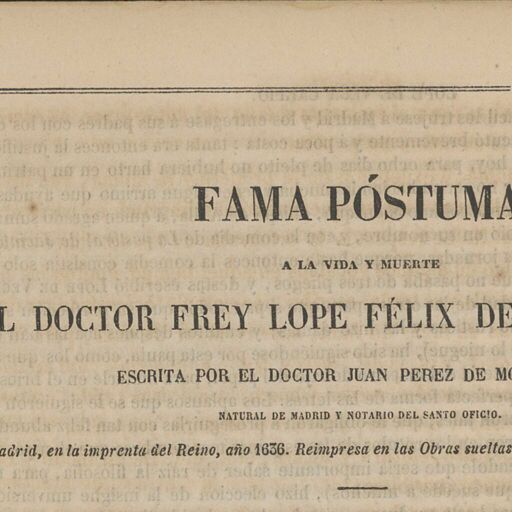 FAMA PÓSTUMA
A LA VIDA Y MUERTE
L DOCTOR FREY LOPE FÉLIX DE
ESCRITA POR EL DOCTOR JUAN PEREZ DE MO
NATURAL DE MADRID Y NOTARIO DEL SANTO OFICIO.
adrid, en la imprenta del Reino, año 1636. Reimpresa en las Obras sueltas